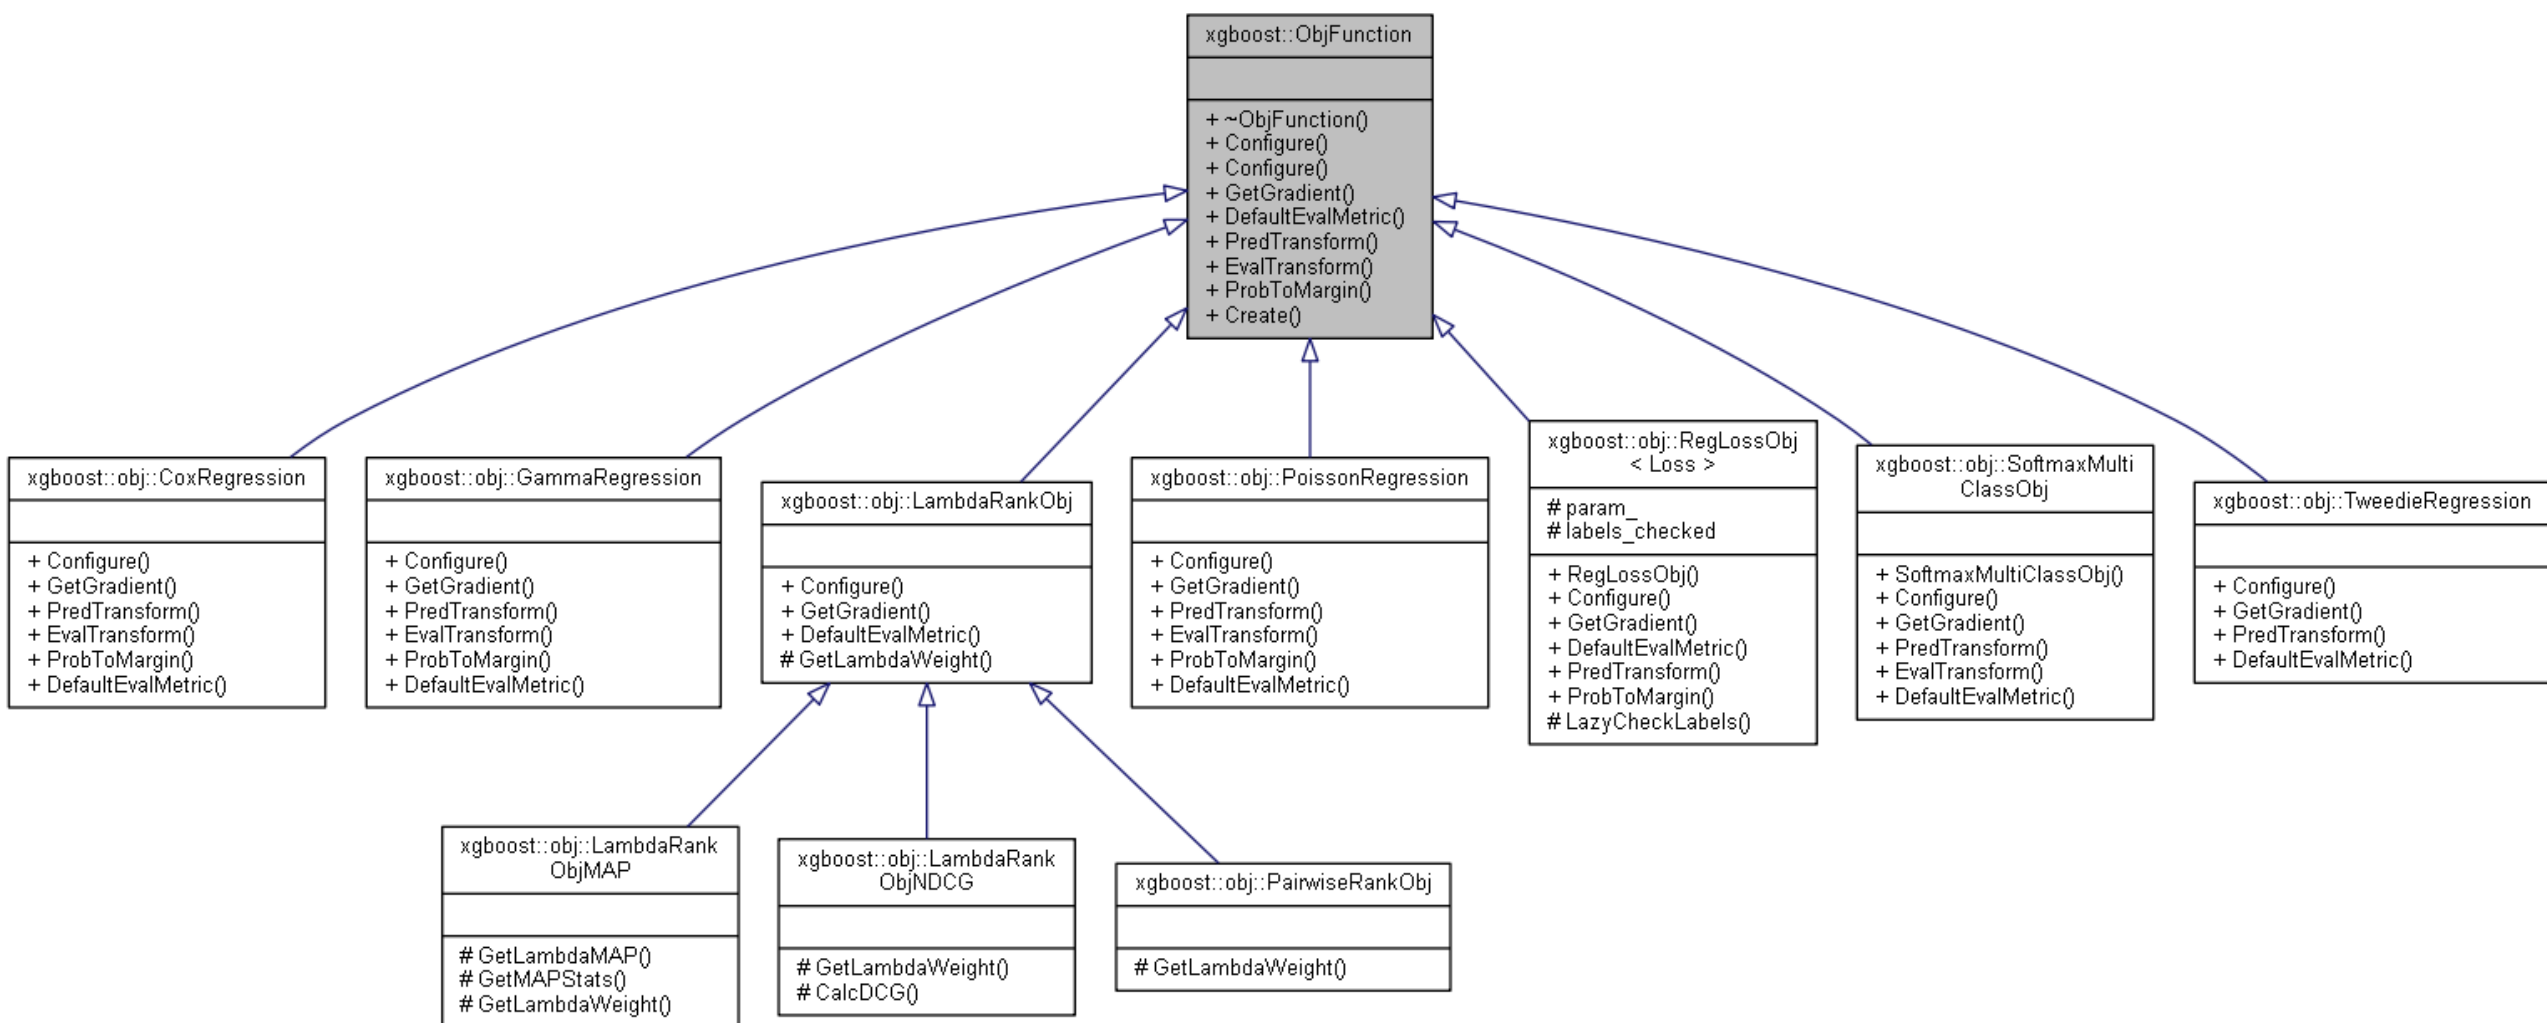 xgboost::ObjFunction
+ ~ObjFunction()
+ Configure()
+ Configure()
+ GetGradient()
+ DefaultEvalMetric()
+ PredTransform()
+ EvalTransform()
+ ProbToMargin()
+ Create()
xgboost::obj::CoxRegression
+ Configure()
+ GetGradient()
+ PredTransform()
+ EvalTransform()
+ ProbToMargin()
+ DefaultEvalMetric()
xgboost::obj::GammaRegression
+ Configure()
+ GetGradient()
+ PredTransform()
+ EvalTransform()
+ ProbToMargin()
+ DefaultEvalMetric()
xgboost::obj::LambdaRankObj
+ Configure()
+ GetGradient()
+ DefaultEvalMetric()
# GetLambdaWeight()
xgboost::obj::PoissonRegression
+ Configure()
+ GetGradient()
+ PredTransform()
+ EvalTransform()
+ ProbToMargin()
+ DefaultEvalMetric()
xgboost::obj::RegLossObj
< Loss >
# param_
# labels_checked
+ RegLossObj()
+ Configure()
+ GetGradient()
+ DefaultEvalMetric()
+ PredTransform()
+ ProbToMargin()
# LazyCheckLabels()
xgboost::obj::SoftmaxMulti
ClassObj
+ SoftmaxMultiClassObj()
+ Configure()
+ GetGradient()
+ PredTransform()
+ EvalTransform()
+ DefaultEvalMetric()
xgboost::obj::TweedieRegression
+ Configure()
+ GetGradient()
+ PredTransform()
+ DefaultEvalMetric()
xgboost::obj::LambdaRank
ObjMAP
# GetLambdaMAP()
# GetMAPStats()
# GetLambdaWeight()
xgboost::obj::LambdaRank
ObjNDCG
# GetLambdaWeight()
# CalcDCG()
xgboost::obj::PairwiseRankObj
# GetLambdaWeight()